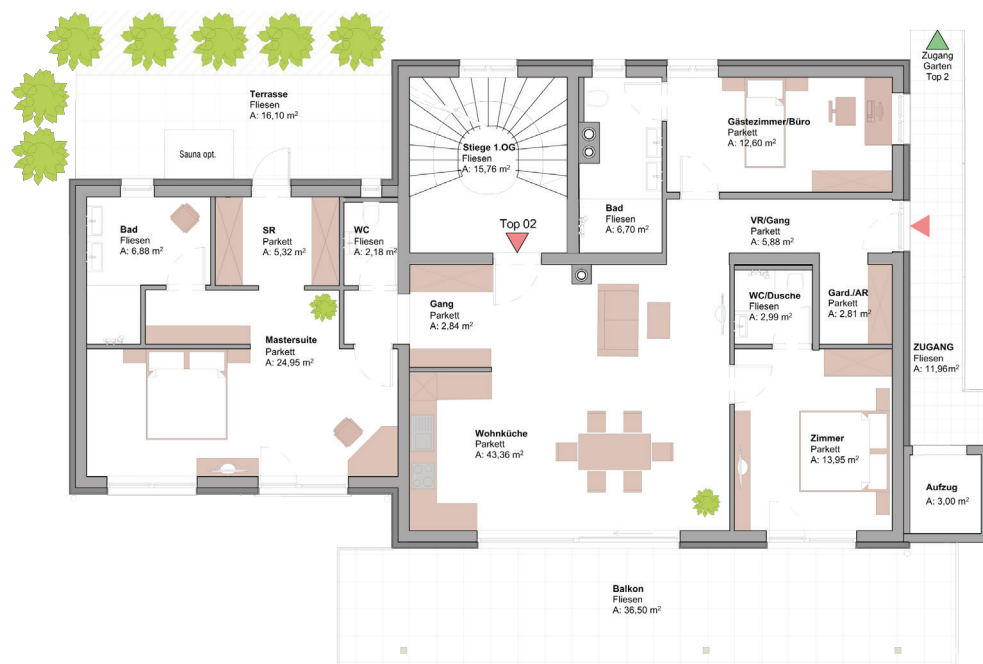 Zugang
Garten
Top 2
Terrasse
Fliesen
A: 16,10 m²
Sauna opt.
Stiege 1.OG
Fliesen
A: 15,76 m²
Gästezimmer/Büro
Parkett
A: 12,60 m²
Bad
Fliesen
A: 6,88 m²
SR
Parkett
A: 5,32 m²
WC
Fliesen
A: 2,18 m²
Top 02
Bad
Fliesen
A: 6,70 m²
VR/Gang
Parkett
A: 5,88 m²
Gang
Parkett
A: 2,84 m²
WC/Dusche
Fliesen
A: 2,99 m²
Gard./AR
Parkett
A: 2,81 m²
Mastersuite
Parkett
A: 24,95 m²
ZUGANG
Fliesen
A: 11,96m²
Wohnküche
Parkett
A: 43,36 m²
Zimmer
Parkett
A: 13,95 m²
Aufzug
A: 3,00 m²
Balkon
Fliesen
A: 36,50 m²